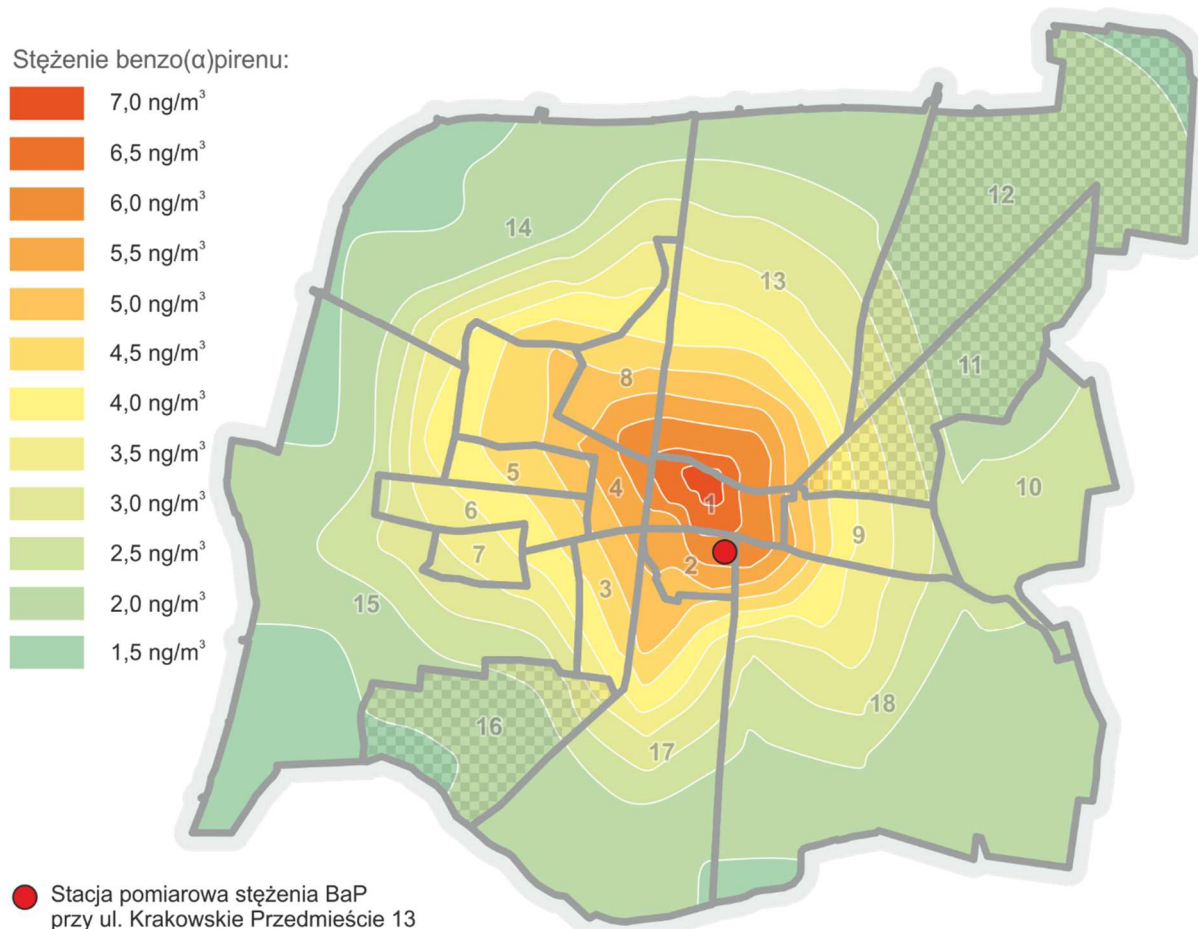 Stężenie benzo(α)pirenu:
7,0 ng/m³
6,5 ng/m³
6,0 ng/m³
5,5 ng/m³
5,0 ng/m³
4,5 ng/m³
4,0 ng/m³
3,5 ng/m³
3,0 ng/m³
2,5 ng/m³
2,0 ng/m³
1,5 ng/m³
12
14
13
11
8
5
4
10
1
6
9
7
2
3
15
18
16
17
Stacja pomiarowa stężenia BaP
przy ul. Krakowskie Przedmieście 13